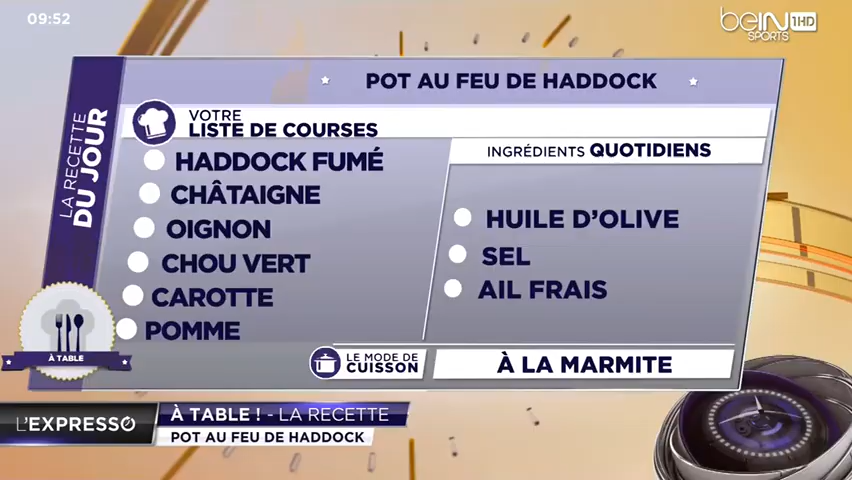 09:52
beIN 1HD
SPORTS
POT AU FEU DE HADDOCK
LA RECETTE
DU JOUR
VOTRE
LISTE DE COURSES
HADDOCK FUMÉ
CHÂTAIGNE
OIGNON
CHOU VERT
CAROTTE
POMME
INGRÉDIENTS QUOTIDIENS
HUILE D'OLIVE
SEL
AIL FRAIS
À TABLE
LE MODE DE
CUISSON
À LA MARMITE
L'EXPRESSO
À TABLE ! - LA RECETTE
POT AU FEU DE HADDOCK